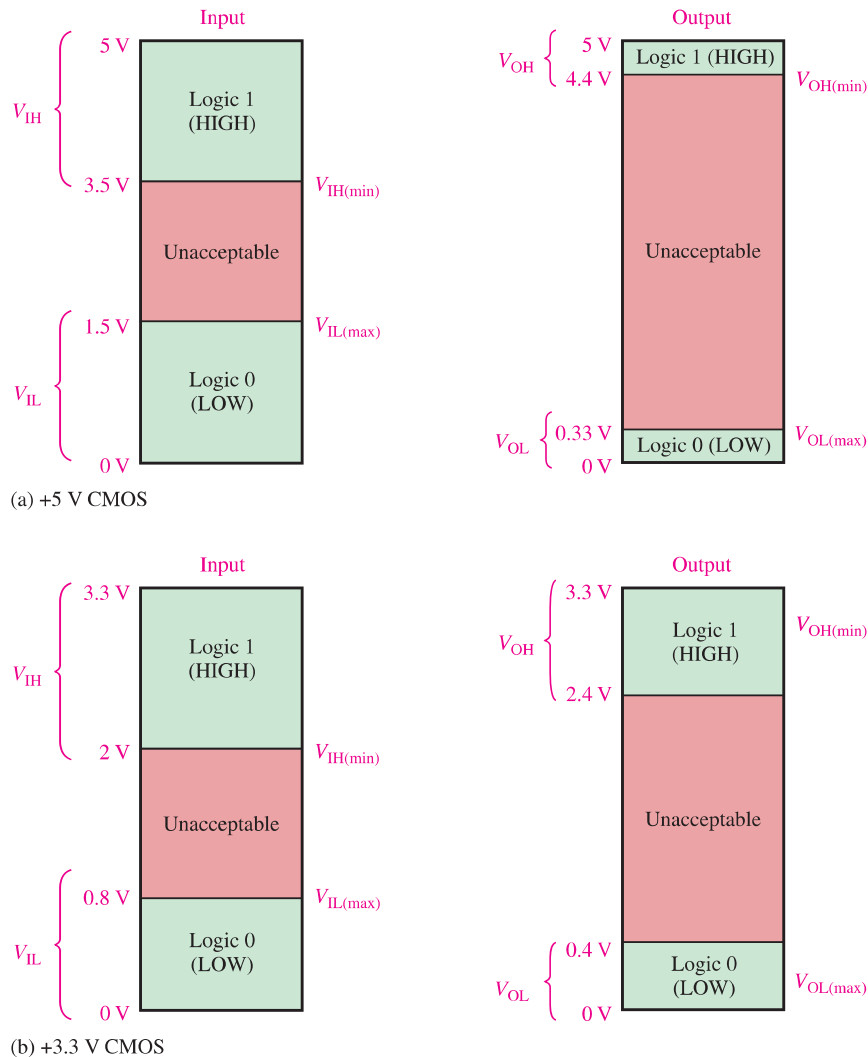 Input
5 V
V_IH
Logic 1
(HIGH)
3.5 V
V_IH(min)
Unacceptable
1.5 V
V_IL(max)
V_IL
Logic 0
(LOW)
0 V
Output
5 V
V_OH
Logic 1 (HIGH)
4.4 V
V_OH(min)
Unacceptable
0.33 V
V_OL(max)
V_OL
Logic 0 (LOW)
0 V
(a) +5 V CMOS
Input
3.3 V
Logic 1
(HIGH)
V_IH
2 V
V_IH(min)
Unacceptable
0.8 V
V_IL(max)
V_IL
Logic 0
(LOW)
0 V
Output
3.3 V
Logic 1
(HIGH)
V_OH(min)
V_OH
2.4 V
Unacceptable
0.4 V
Logic 0
(LOW)
V_OL
V_OL(max)
0 V
(b) +3.3 V CMOS